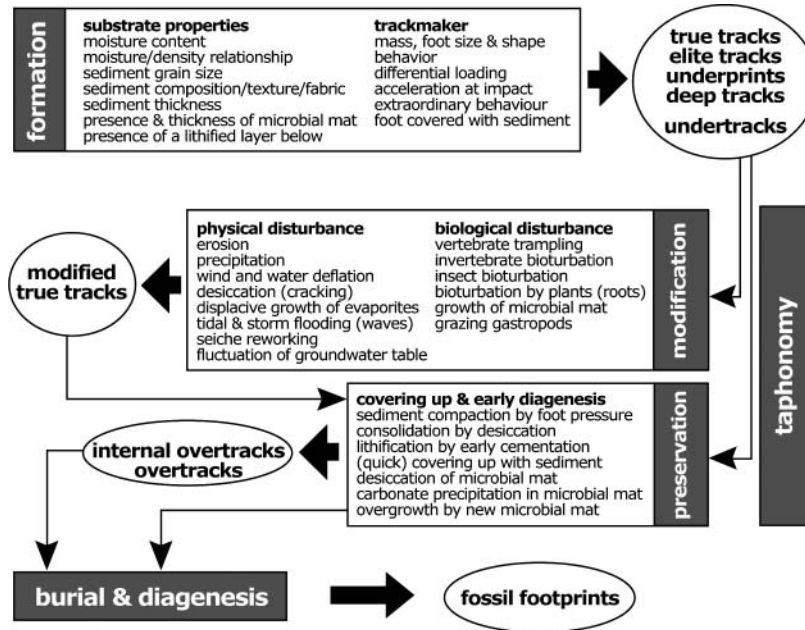 formation
substrate properties
moisture content
moisture/density relationship
sediment grain size
sediment composition/texture/fabric
sediment thickness
presence & thickness of microbial mat
presence of a lithified layer below
trackmaker
mass, foot size & shape
behavior
differential loading
acceleration at impact
extraordinary behaviour
foot covered with sediment
true tracks
elite tracks
underprints
deep tracks
undertracks
taphonomy
modified
true tracks
physical disturbance
erosion
precipitation
wind and water deflation
desiccation (cracking)
displacive growth of evaporites
tidal & storm flooding (waves)
seiche reworking
fluctuation of groundwater table
biological disturbance
vertebrate trampling
invertebrate bioturbation
insect bioturbation
bioturbation by plants (roots)
growth of microbial mat
grazing gastropods
modification
internal overtracks
overtracks
covering up & early diagenesis
sediment compaction by foot pressure
consolidation by desiccation
lithification by early cementation
(quick) covering up with sediment
desiccation of microbial mat
carbonate precipitation in microbial mat
overgrowth by new microbial mat
preservation
burial & diagenesis
fossil footprints